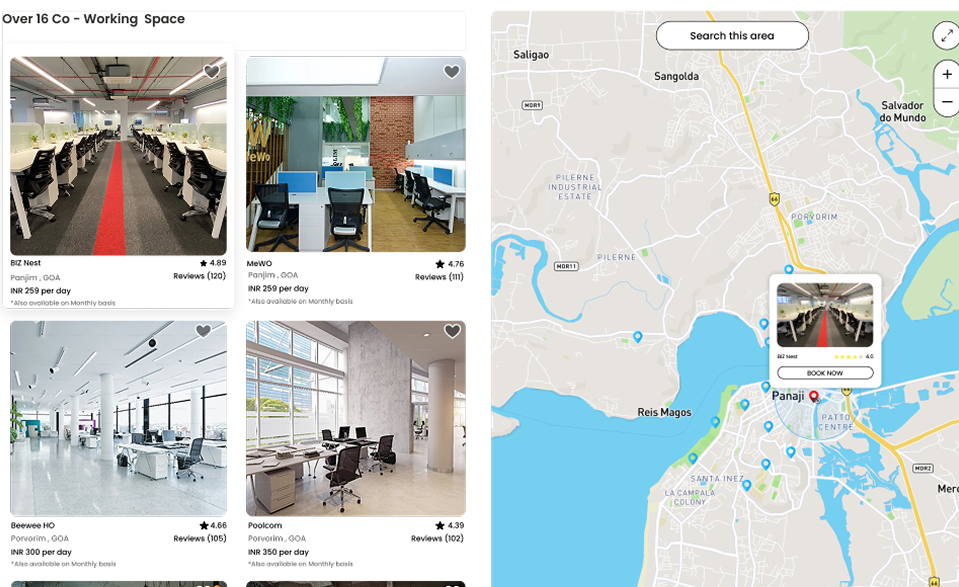 Over 16 Co - Working Space
BIZ Nest
4.89
Panjim , GOA
Reviews (120)
INR 259 per day
*Also available on Monthly basis
MeWO
4.76
Panjim , GOA
Reviews (111)
INR 259 per day
*Also available on Monthly basis
Beewee HO
4.66
Porvorim , GOA
Reviews (105)
INR 300 per day
*Also available on Monthly basis
Poolcom
4.39
Porvorim , GOA
Reviews (102)
INR 350 per day
*Also available on Monthly basis
Search this area
+
−
Saligao
Sangolda
MDR9
Salvador
do Mundo
PILERNE
INDUSTRIAL
ESTATE
66
PORVORIM
PILERNE
MDR11
BIZ Nest
4.0
BOOK NOW
Reis Magos
Panaji
PATTO
CENTRE
SANTA INEZ
LA CAMPALA
COLONY
MDR2
Merc
66